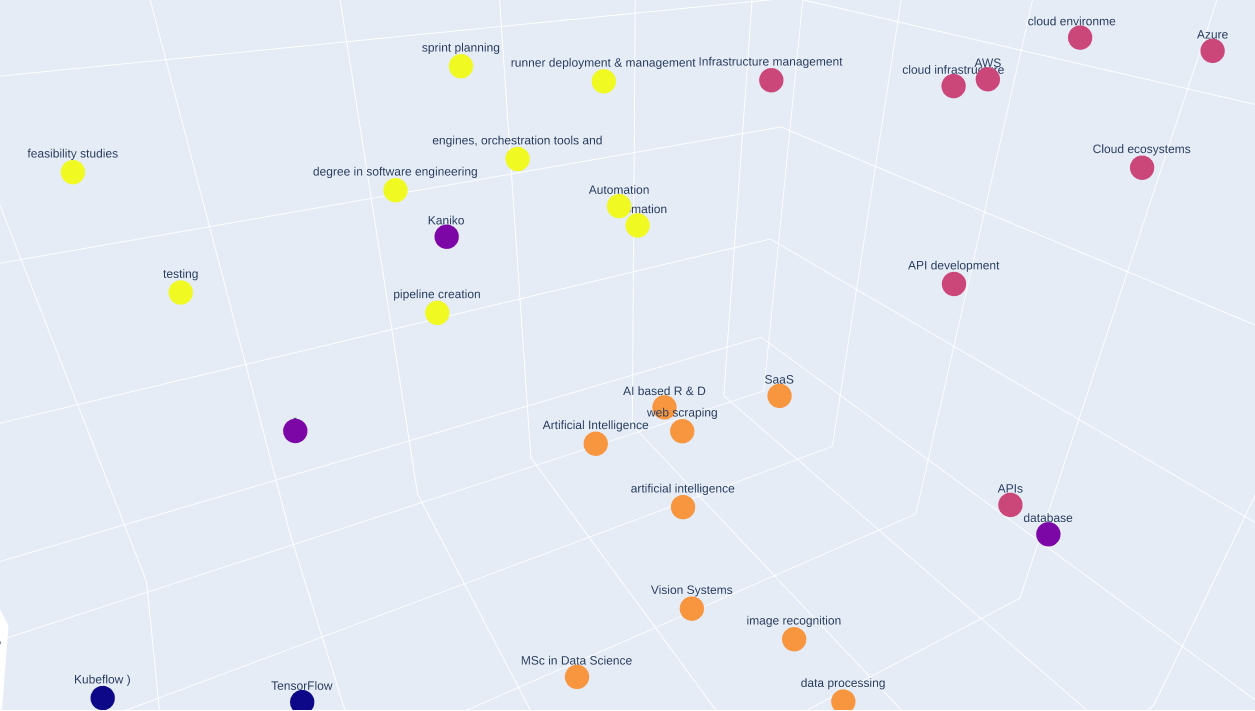 cloud environme
Azure
sprint planning
runner deployment & management
Infrastructure management
AWS
cloud infrastructure
engines, orchestration tools and
feasibility studies
Cloud ecosystems
degree in software engineering
Automation
mation
Kaniko
API development
testing
pipeline creation
SaaS
AI based R & D
web scraping
Artificial Intelligence
artificial intelligence
APIs
database
Vision Systems
image recognition
MSc in Data Science
Kubeflow )
data processing
TensorFlow